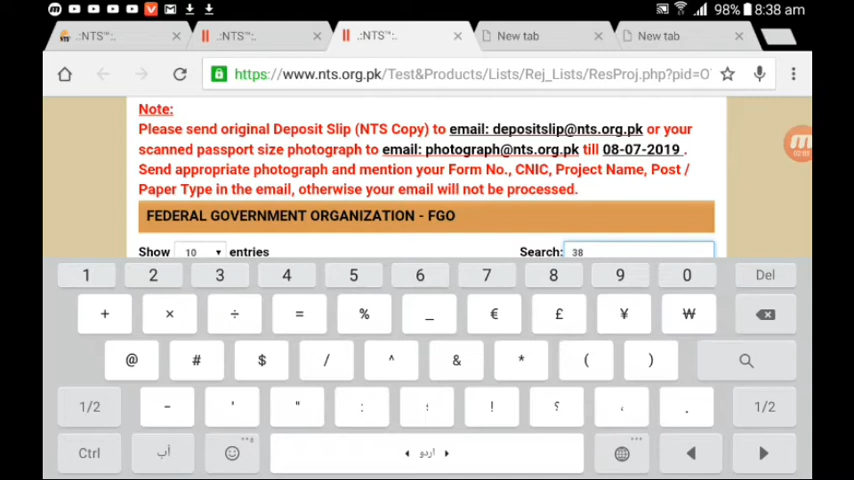 98% 8:38 am
.:NTS™:. .:NTS™:. .:NTS™:. New tab New tab
https://www.nts.org.pk/Test&Products/Lists/Rej_Lists/ResProj.php?pid=O
Note:
Please send original Deposit Slip (NTS Copy) to email: depositslip@nts.org.pk or your
scanned passport size photograph to email: photograph@nts.org.pk till 08-07-2019 .
Send appropriate photograph and mention your Form No., CNIC, Project Name, Post /
Paper Type in the email, otherwise your email will not be processed.
FEDERAL GOVERNMENT ORGANIZATION - FGO
Show 10 entries Search: 38
1 2 3 4 5 6 7 8 9 0 Del
+ × ÷ = % _ € £ ¥ ₩
@ # $ / ^ & * ( )
1/2 - ' " : ؛ ! ؟ ، . 1/2
Ctrl اردو